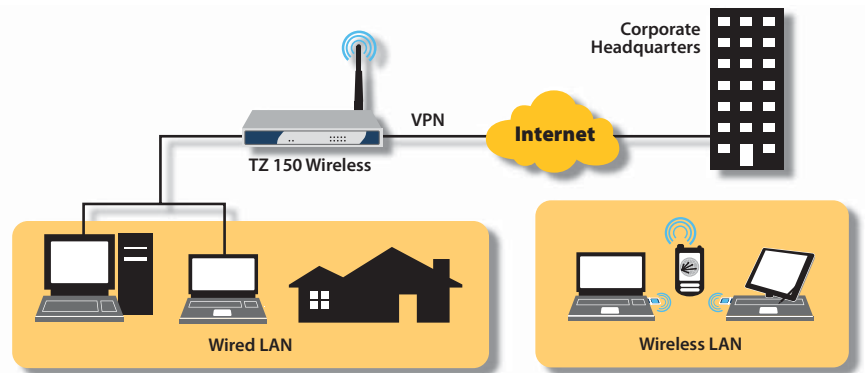 Corporate
Headquarters
VPN
Internet
TZ 150 Wireless
Wired LAN
Wireless LAN